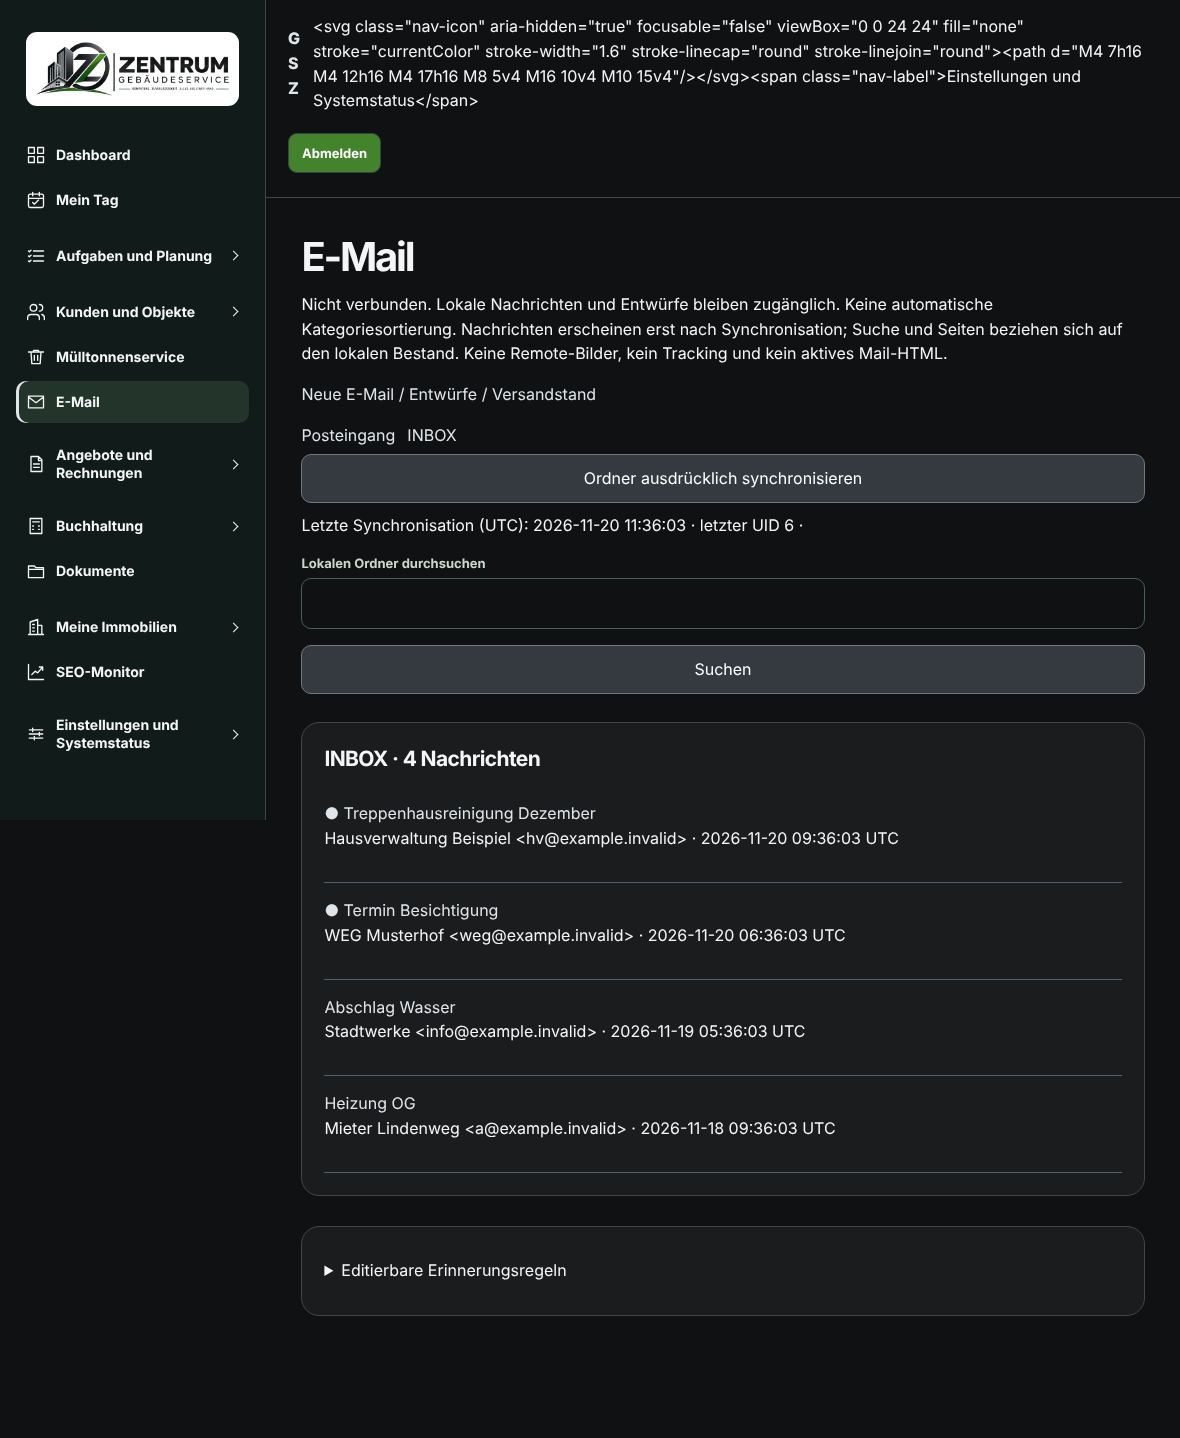 ZENTRUM
GEBÄUDESERVICE
Dashboard
Mein Tag
Aufgaben und Planung
Kunden und Objekte
Mülltonnenservice
E-Mail
Angebote und
Rechnungen
Buchhaltung
Dokumente
Meine Immobilien
SEO-Monitor
Einstellungen und
Systemstatus
G
S
Z
<svg class="nav-icon" aria-hidden="true" focusable="false" viewBox="0 0 24 24" fill="none"
stroke="currentColor" stroke-width="1.6" stroke-linecap="round" stroke-linejoin="round"><path d="M4 7h16
M4 12h16 M4 17h16 M8 5v4 M16 10v4 M10 15v4"/></svg><span class="nav-label">Einstellungen und
Systemstatus</span>
Abmelden
E-Mail
Nicht verbunden. Lokale Nachrichten und Entwürfe bleiben zugänglich. Keine automatische
Kategoriesortierung. Nachrichten erscheinen erst nach Synchronisation; Suche und Seiten beziehen sich auf
den lokalen Bestand. Keine Remote-Bilder, kein Tracking und kein aktives Mail-HTML.
Neue E-Mail / Entwürfe / Versandstand
Posteingang INBOX
Ordner ausdrücklich synchronisieren
Letzte Synchronisation (UTC): 2026-11-20 11:36:03 · letzter UID 6 ·
Lokalen Ordner durchsuchen
Suchen
INBOX · 4 Nachrichten
● Treppenhausreinigung Dezember
Hausverwaltung Beispiel <hv@example.invalid> · 2026-11-20 09:36:03 UTC
● Termin Besichtigung
WEG Musterhof <weg@example.invalid> · 2026-11-20 06:36:03 UTC
Abschlag Wasser
Stadtwerke <info@example.invalid> · 2026-11-19 05:36:03 UTC
Heizung OG
Mieter Lindenweg <a@example.invalid> · 2026-11-18 09:36:03 UTC
▶ Editierbare Erinnerungsregeln